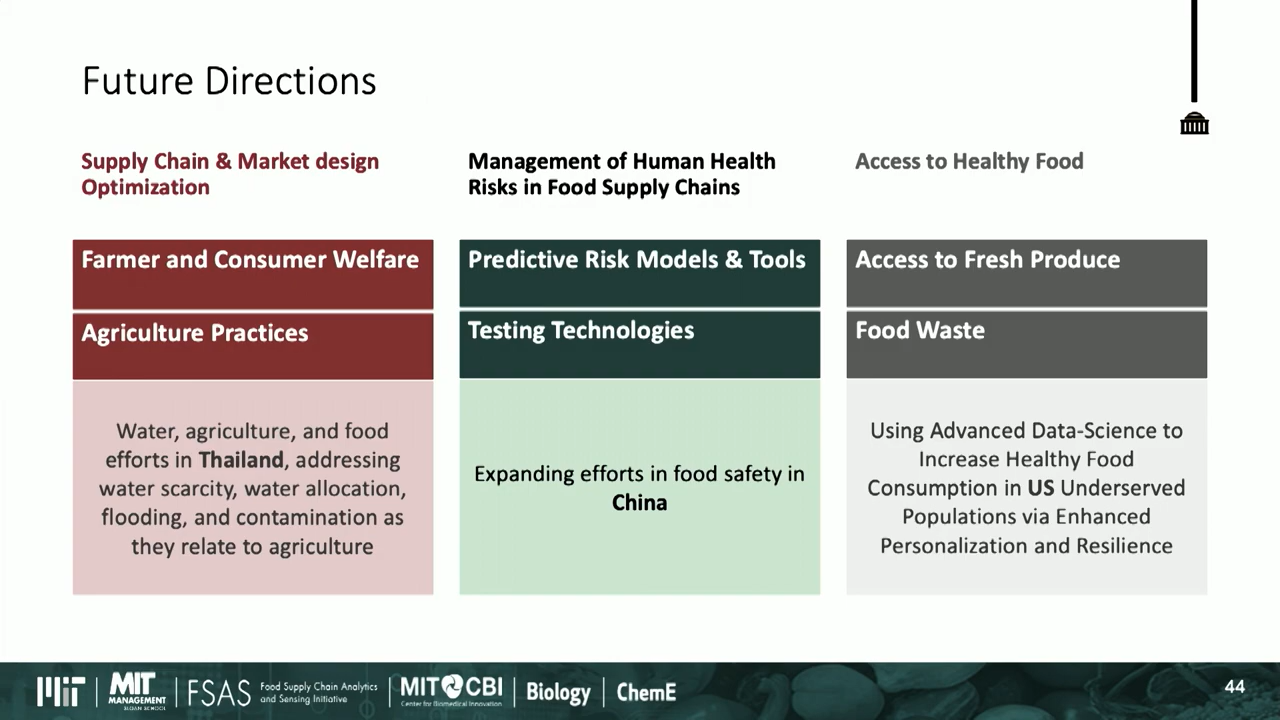 Future Directions
Supply Chain & Market design
Optimization
Farmer and Consumer Welfare
Agriculture Practices
Water, agriculture, and food
efforts in Thailand, addressing
water scarcity, water allocation,
flooding, and contamination as
they relate to agriculture
Management of Human Health
Risks in Food Supply Chains
Predictive Risk Models & Tools
Testing Technologies
Expanding efforts in food safety in
China
Access to Healthy Food
Access to Fresh Produce
Food Waste
Using Advanced Data-Science to
Increase Healthy Food
Consumption in US Underserved
Populations via Enhanced
Personalization and Resilience
MIT
MIT
MANAGEMENT
SLOAN SCHOOL
FSAS
Food Supply Chain Analytics
and Sensing Initiative
MIT CBI
Center for Biomedical Innovation
Biology
ChemE
44